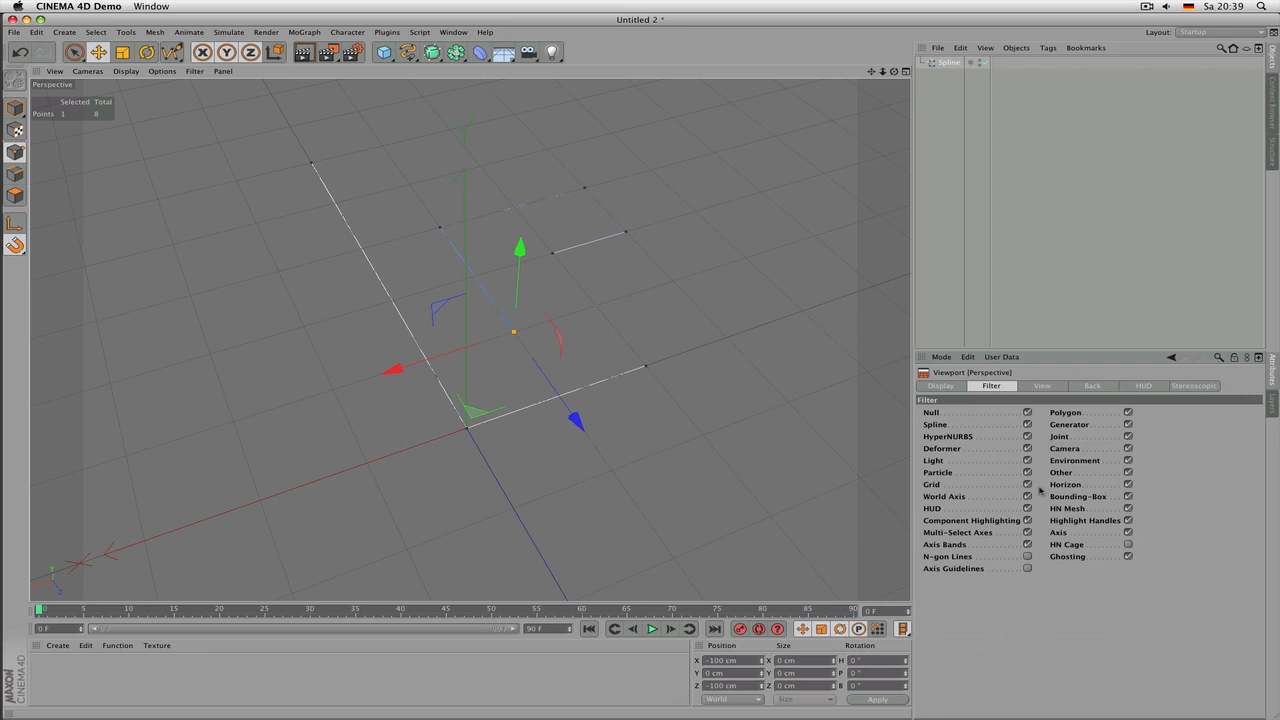 CINEMA 4D Demo Window Sa 20:39
Untitled 2 *
File Edit Create Select Tools Mesh Animate Simulate Render MoGraph Character Plugins Script Window Help
Layout: Startup
X Y Z
File Edit View Objects Tags Bookmarks
Spline
View Cameras Display Options Filter Panel
Perspective
Selected Total
Points 1 8
Y
X
Z
Objects
Content Browser
Structure
Mode Edit User Data
Viewport [Perspective]
Display Filter View Back HUD Stereoscopic
Filter
Null Polygon
Spline Generator
HyperNURBS Joint
Deformer Camera
Light Environment
Particle Other
Grid Horizon
World Axis Bounding-Box
HUD HN Mesh
Component Highlighting Highlight Handles
Multi-Select Axes Axis
Axis Bands HN Cage
N-gon Lines Ghosting
Axis Guidelines
Attributes
Layers
0 5 10 15 20 25 30 35 40 45 50 55 60 65 70 75 80 85 90 0 F
0 F 90 F P
Create Edit Function Texture
Position Size Rotation
X -100 cm X 0 cm H 0 °
Y 0 cm Y 0 cm P 0 °
Z -100 cm Z 0 cm B 0 °
World Size Apply
MAXON
CINEMA 4D